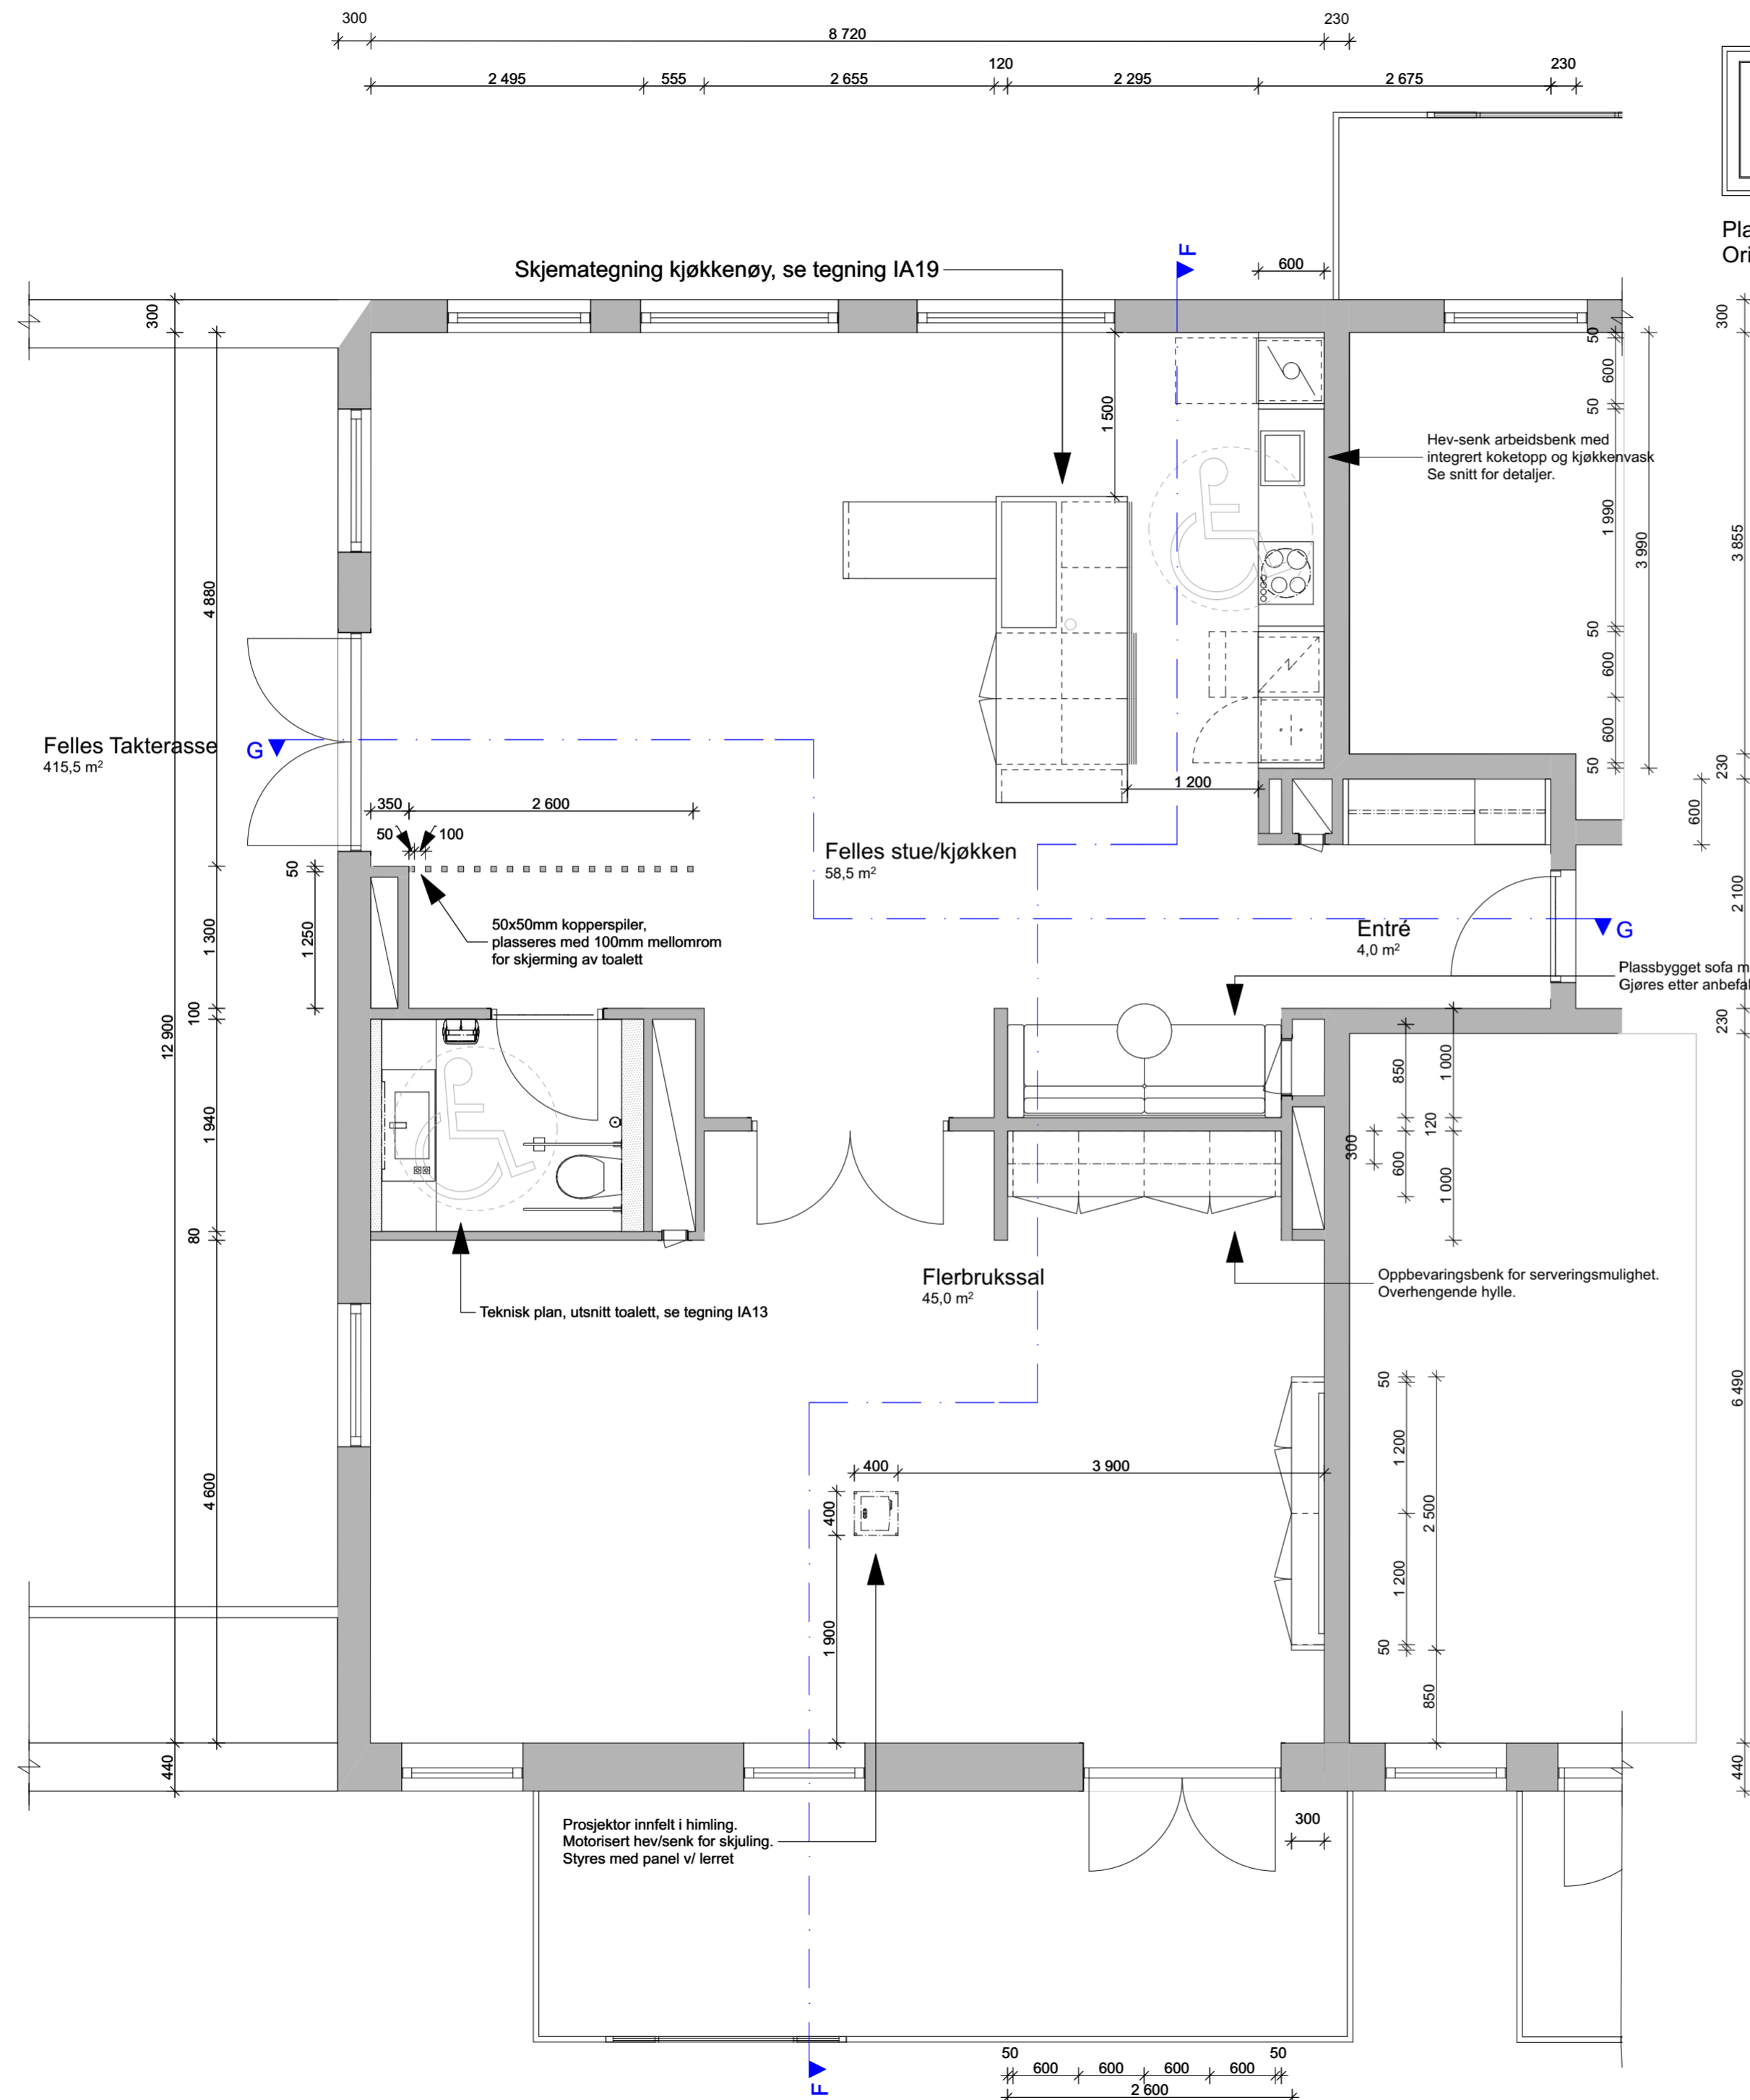 300
8 720
230
2 495
555
2 655
120
2 295
2 675
230
Pla
Ori
Skjemategning kjøkkenøy, se tegning IA19
F
600
300
50
300
600
1 500
50
Hev-senk arbeidsbenk med
integrert koketopp og kjøkkenvask
Se snitt for detaljer.
1 990
3 990
3 855
4 880
50
600
N
Felles Takterasse
415,5 m²
G
600
50
230
1 200
600
350
2 600
50
100
Felles stue/kjøkken
58,5 m²
50
1 300
1 250
2 100
50x50mm kopperspiler,
plasseres med 100mm mellomrom
for skjerming av toalett
Entré
4,0 m²
G
Plassbygget sofa m
Gjøres etter anbefal
100
12 900
230
850
1 000
1 940
120
300
600
1 000
80
Flerbrukssal
45,0 m²
Oppbevaringsbenk for serveringsmulighet.
Overhengende hylle.
Teknisk plan, utsnitt toalett, se tegning IA13
50
6 490
1 200
400
3 900
4 600
400
2 500
1 200
1 900
50
850
440
440
Prosjektor innfelt i himling.
Motorisert hev/senk for skjuling.
Styres med panel v/ lerret
300
F
50
600
600
600
600
50
2 600